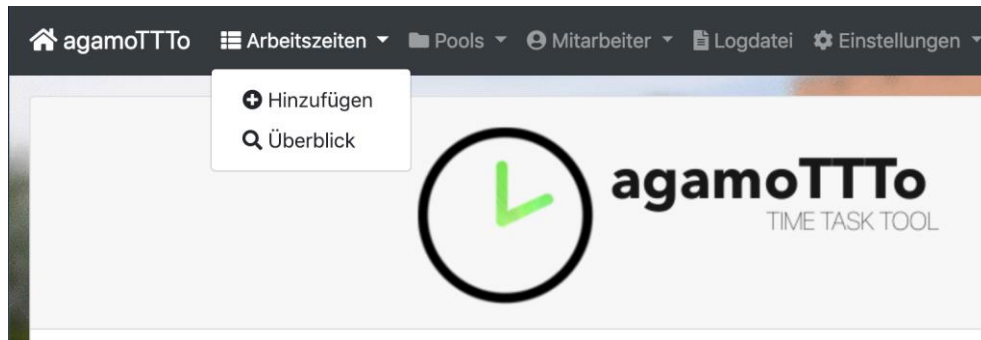 agamoTTTo Arbeitszeiten Pools Mitarbeiter Logdatei Einstellungen
Hinzufügen
Überblick
agamoTTTo
TIME TASK TOOL